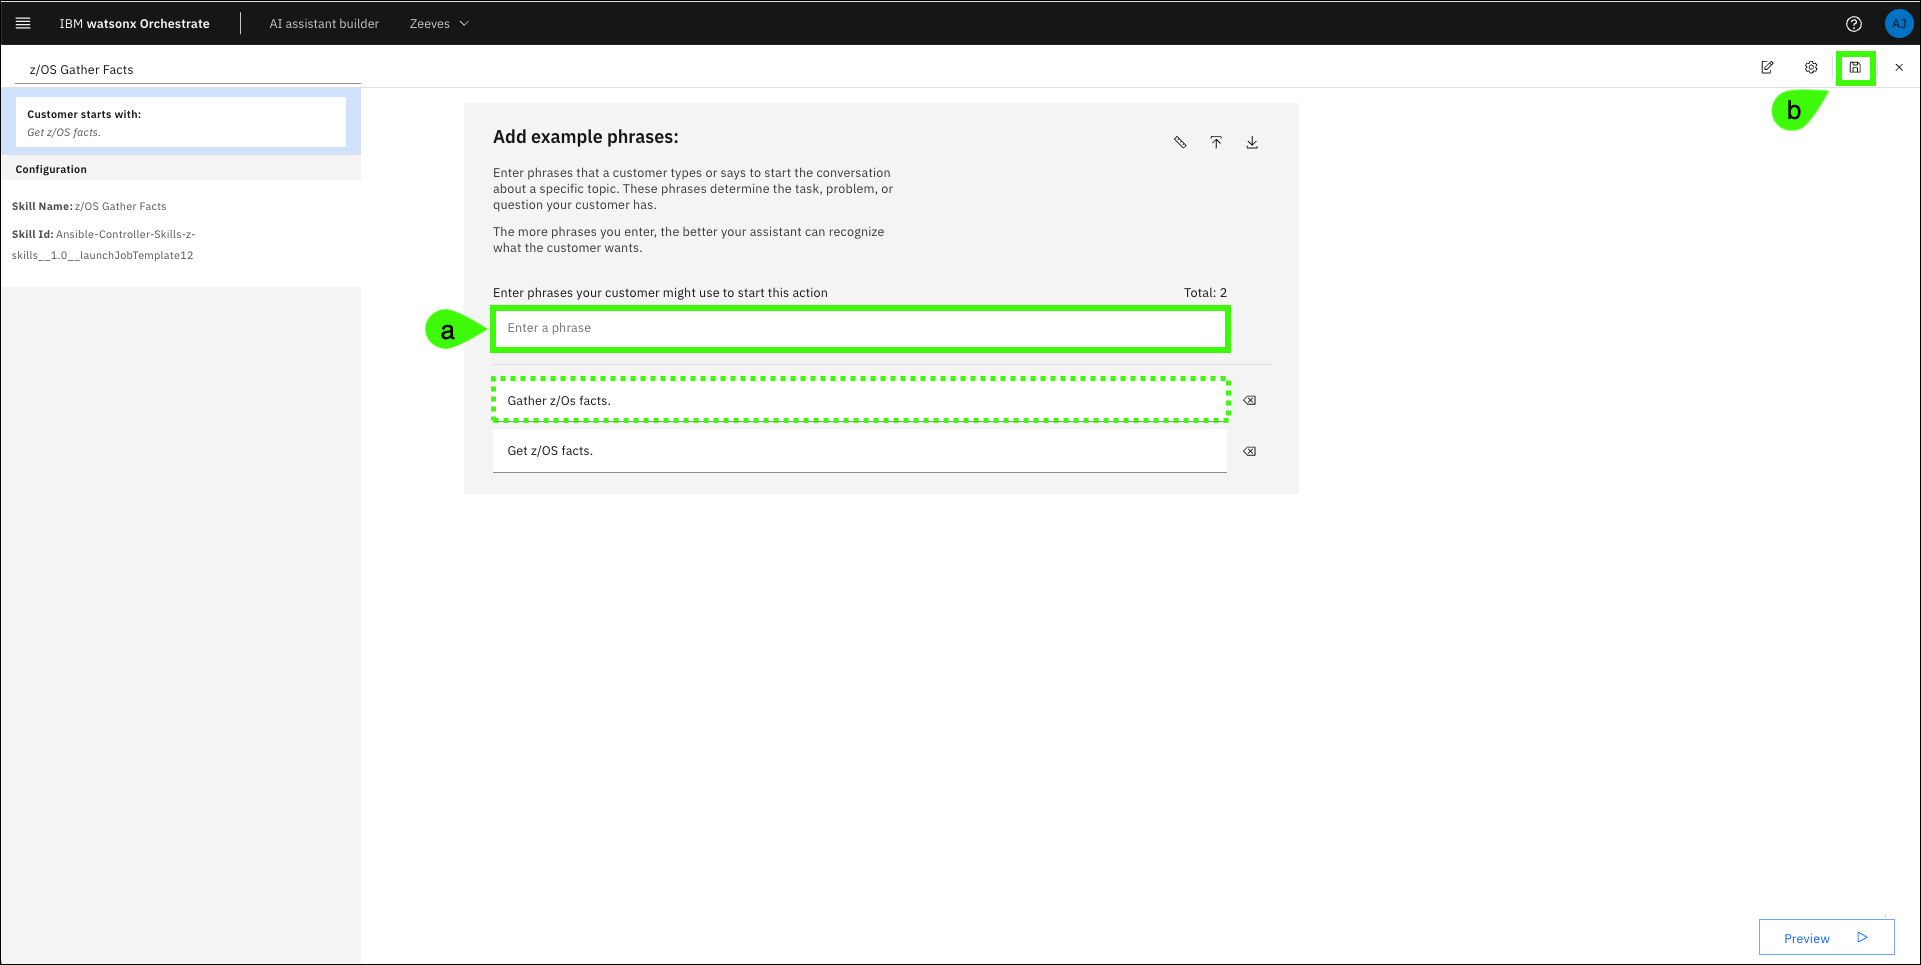 IBM watsonx Orchestrate AI assistant builder Zeeves AJ
z/OS Gather Facts
b
Customer starts with:
Get z/OS facts.
Configuration
Skill Name: z/OS Gather Facts
Skill Id: Ansible-Controller-Skills-z-
skills__1.0__launchJobTemplate12
Add example phrases:
Enter phrases that a customer types or says to start the conversation
about a specific topic. These phrases determine the task, problem, or
question your customer has.
The more phrases you enter, the better your assistant can recognize
what the customer wants.
Enter phrases your customer might use to start this action Total: 2
a
Enter a phrase
Gather z/Os facts.
Get z/OS facts.
Preview